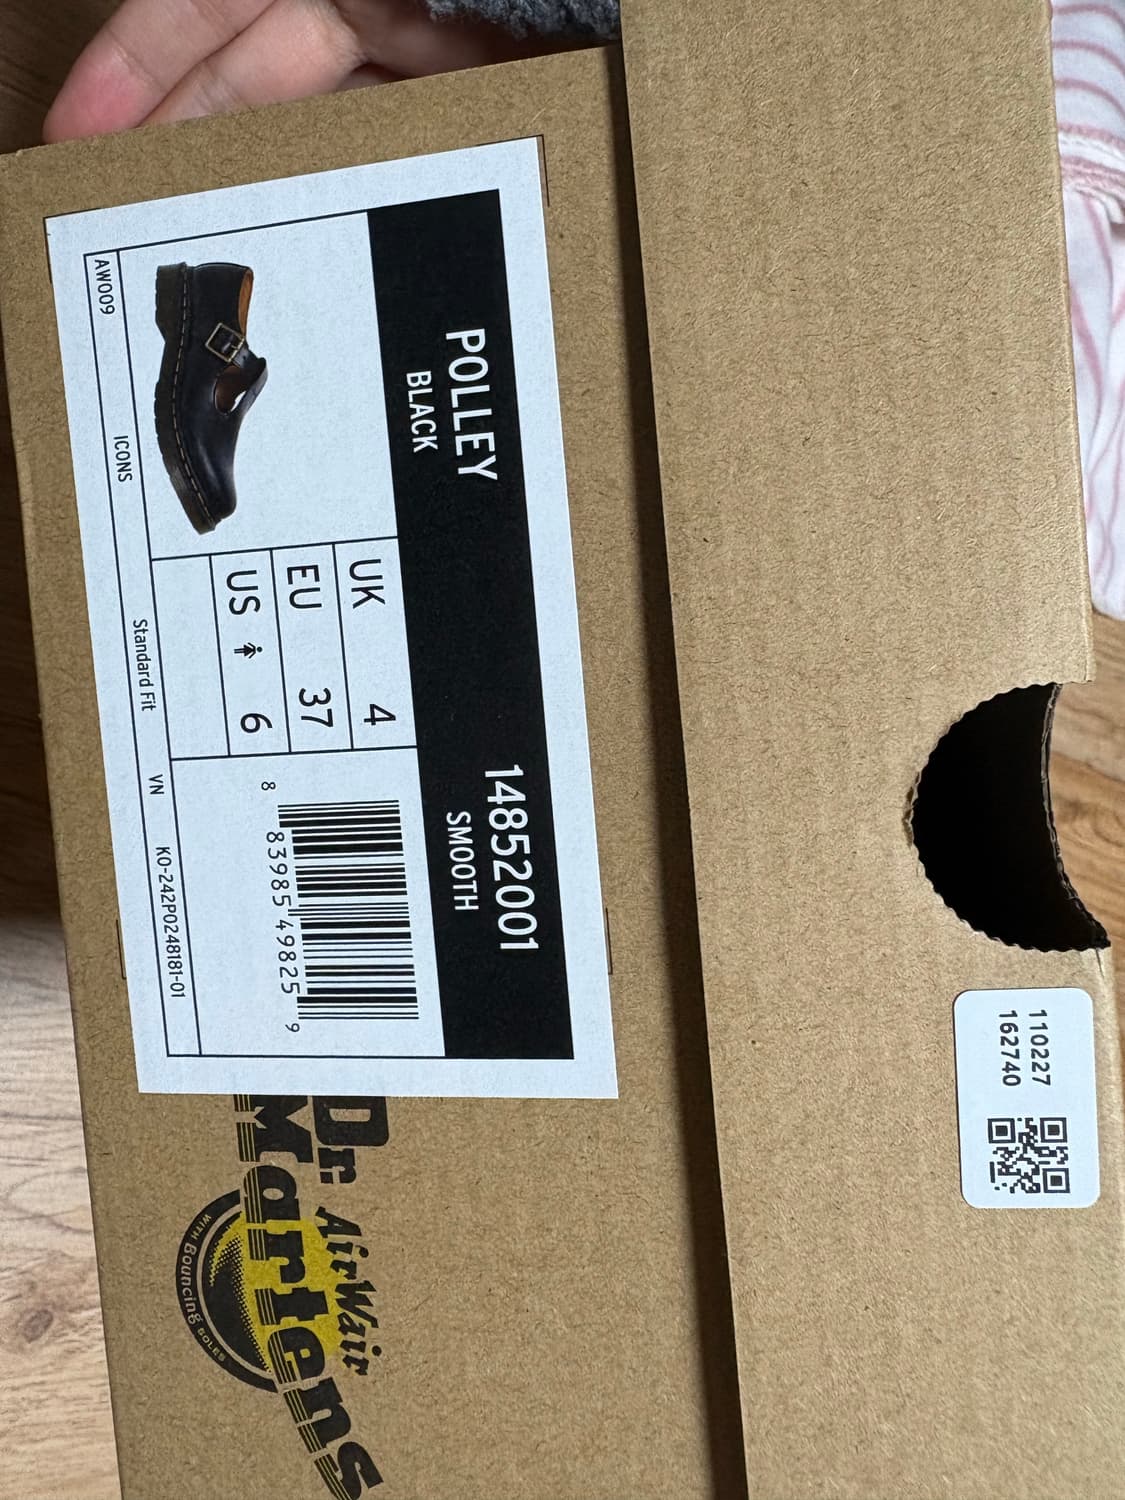 POLLEY
BLACK
14852001
SMOOTH
UK 4
EU 37
US 6
8 83985 49825 9
AW009 ICONS Standard Fit VN KO-242P0248181-01
110227
162740
Dr.
AirWair
Martens
WITH Bouncing SOLES